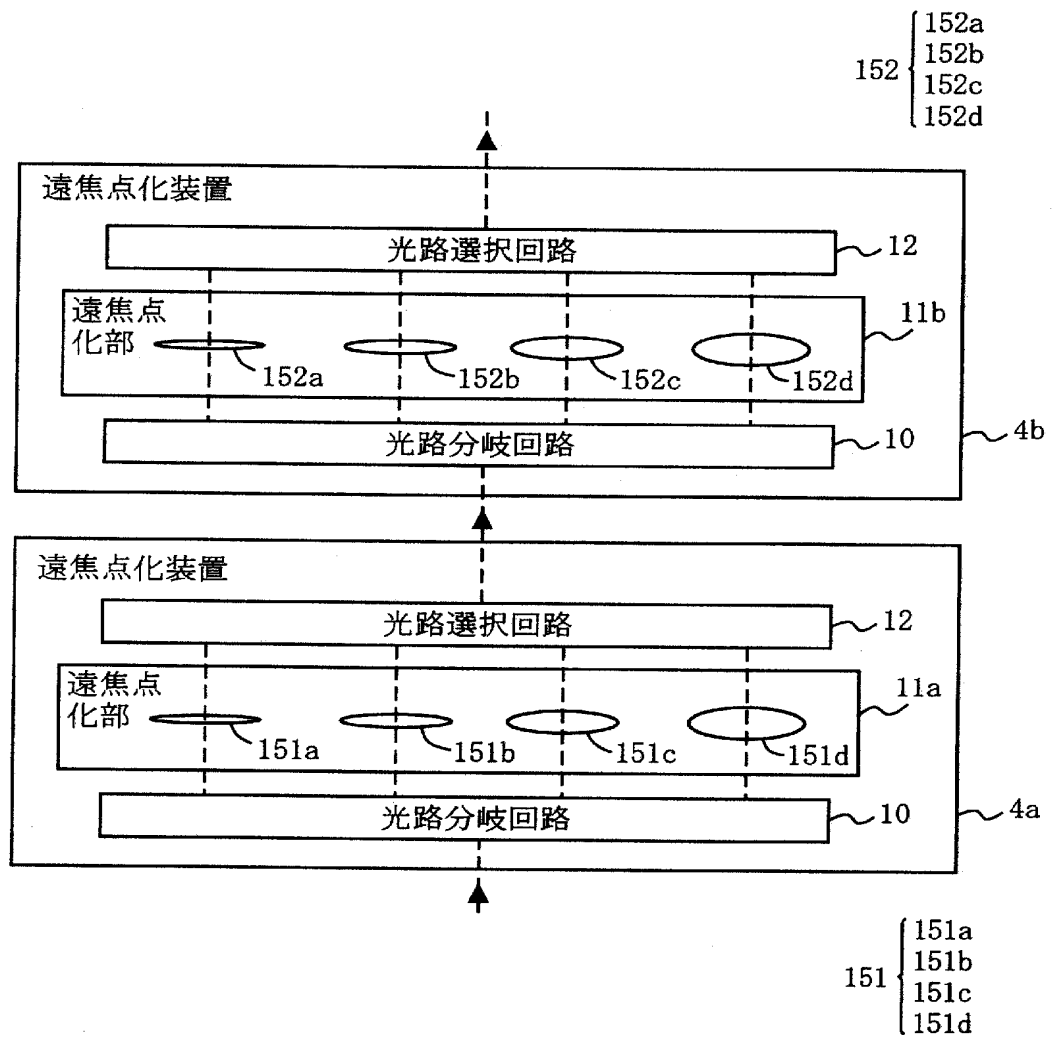 152a
152b
152 152c
152d
遠焦点化装置
光路選択回路 12
遠焦点
化部
11b
152a 152b 152c 152d
光路分岐回路 10
4b
遠焦点化装置
光路選択回路 12
遠焦点
化部
11a
151a 151b 151c 151d
光路分岐回路 10
4a
151a
151b
151 151c
151d